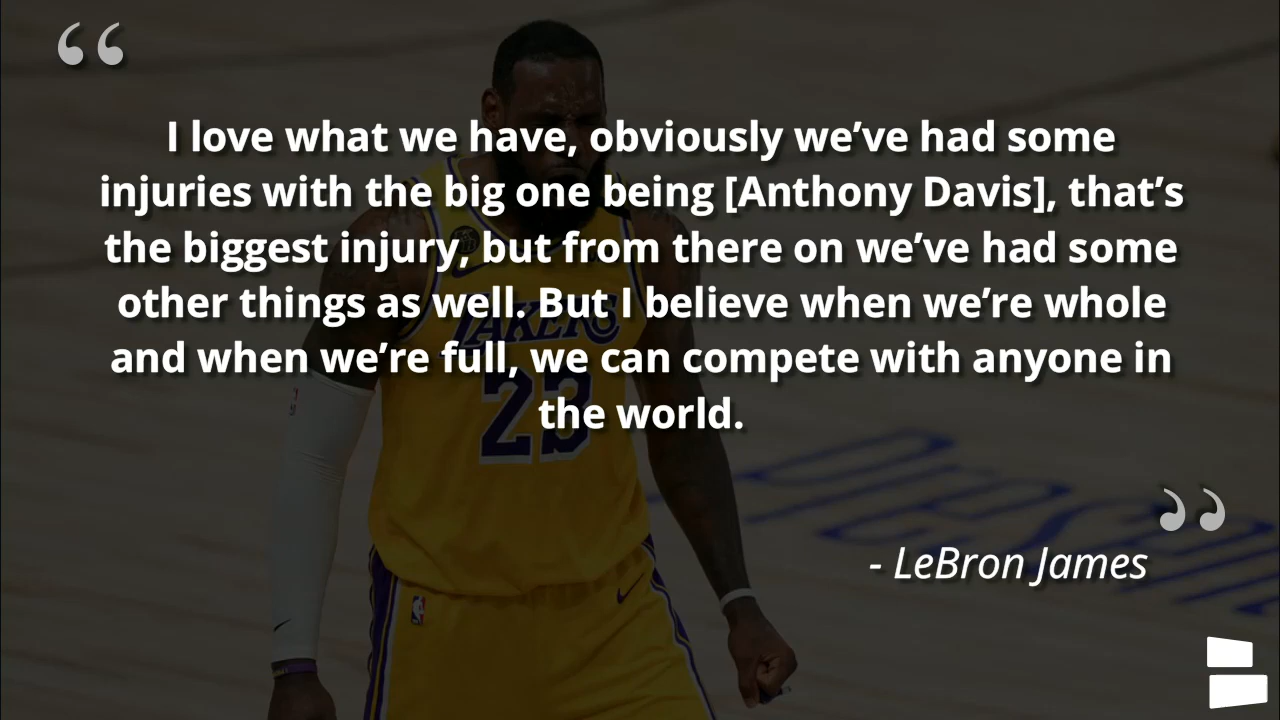 “
I love what we have, obviously we’ve had some
injuries with the big one being [Anthony Davis], that’s
the biggest injury, but from there on we’ve had some
other things as well. But I believe when we’re whole
and when we’re full, we can compete with anyone in
the world.
”
- LeBron James
LAKERS
23